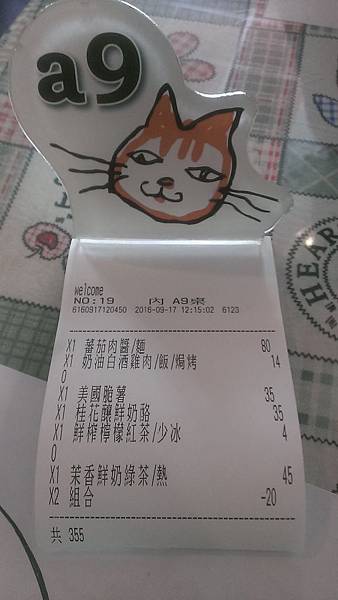 a9
welcome
NO:19 內 A9桌
6160917120450 2016-09-17 12:15:02 6123
X1 蕃茄肉醬/麵 80
X1 奶油白酒雞肉/飯/焗烤 14
0
X1 美國脆薯 35
X1 桂花釀鮮奶酪 35
X1 鮮榨檸檬紅茶/少冰 4
0
X1 茉香鮮奶綠茶/熱 45
X2 組合 -20
共 355
HEAR